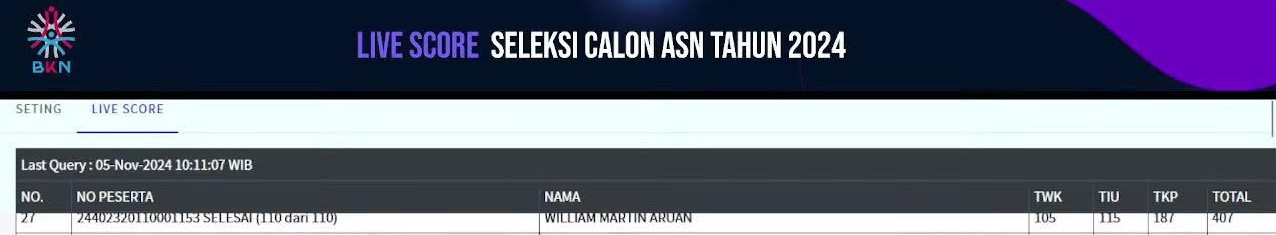 BKN
LIVE SCORE SELEKSI CALON ASN TAHUN 2024
SETING LIVE SCORE
Last Query : 05-Nov-2024 10:11:07 WIB
NO. NO PESERTA NAMA TWK TIU TKP TOTAL
27 24402320110001153 SELESAI (110 dari 110) WILLIAM MARTIN ARUAN 105 115 187 407